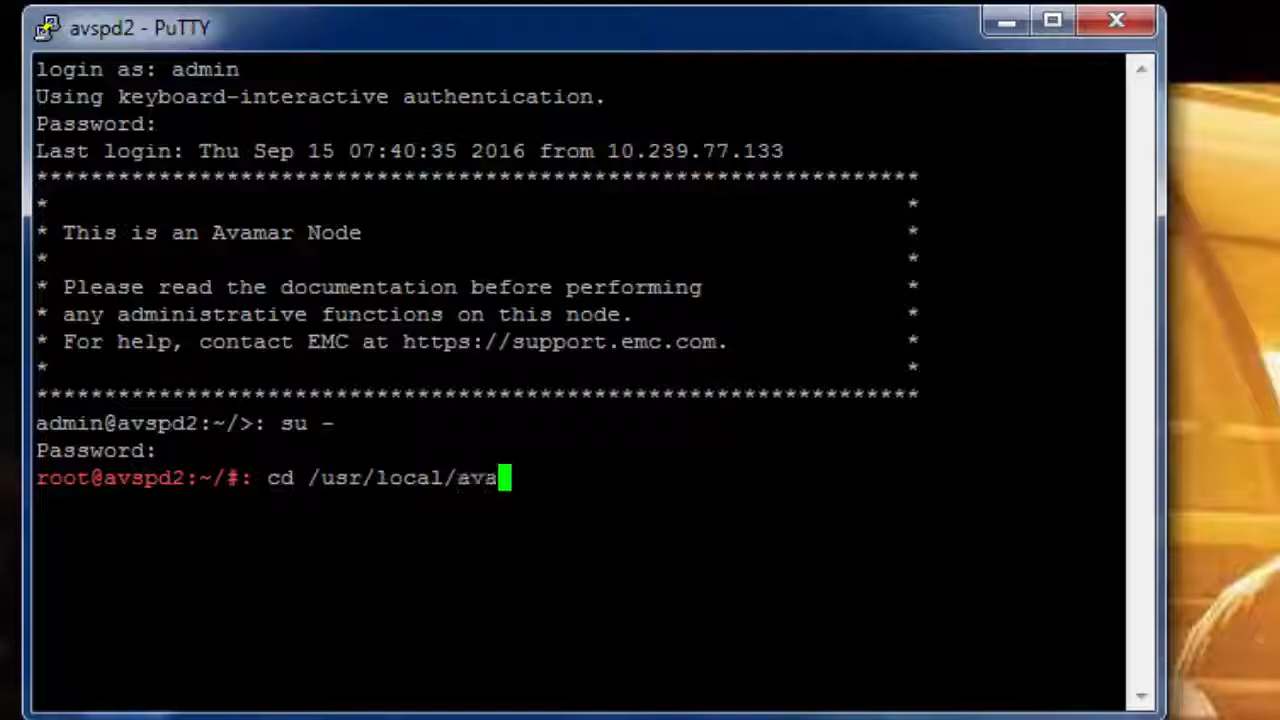 avspd2 - PuTTY
login as: admin
Using keyboard-interactive authentication.
Password:
Last login: Thu Sep 15 07:40:35 2016 from 10.239.77.133
*****************************************************************
*                                                                *
* This is an Avamar Node                                         *
*                                                                *
* Please read the documentation before performing                *
* any administrative functions on this node.                     *
* For help, contact EMC at https://support.emc.com.              *
*                                                                *
*****************************************************************
admin@avspd2:~/>: su -
Password:
root@avspd2:~/#: cd /usr/local/ava